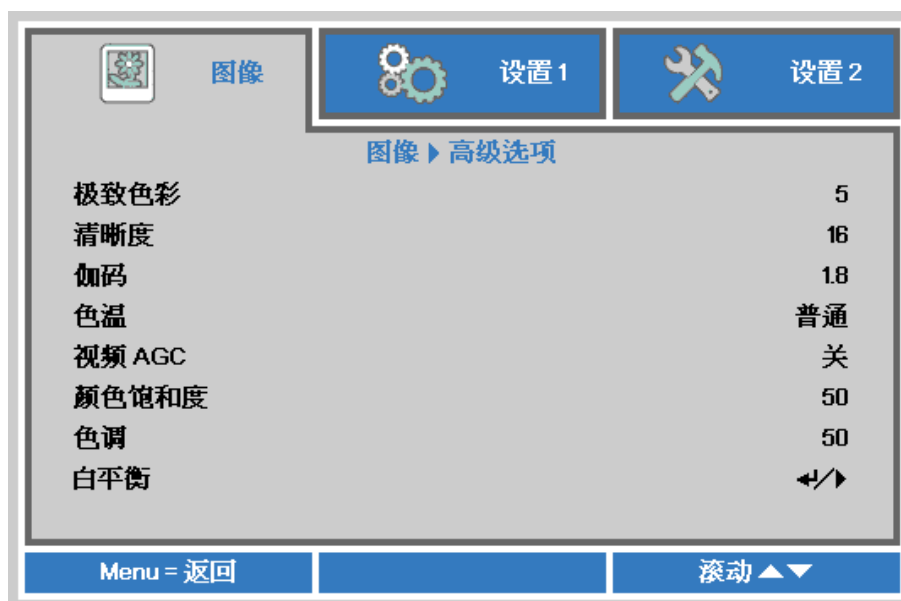 图像 设置 1 设置 2
图像 ▶ 高级选项
极致色彩 5
清晰度 16
伽码 1.8
色温 普通
视频 AGC 关
颜色饱和度 50
色调 50
白平衡 ↵/▶
Menu = 返回 滚动 ▲▼